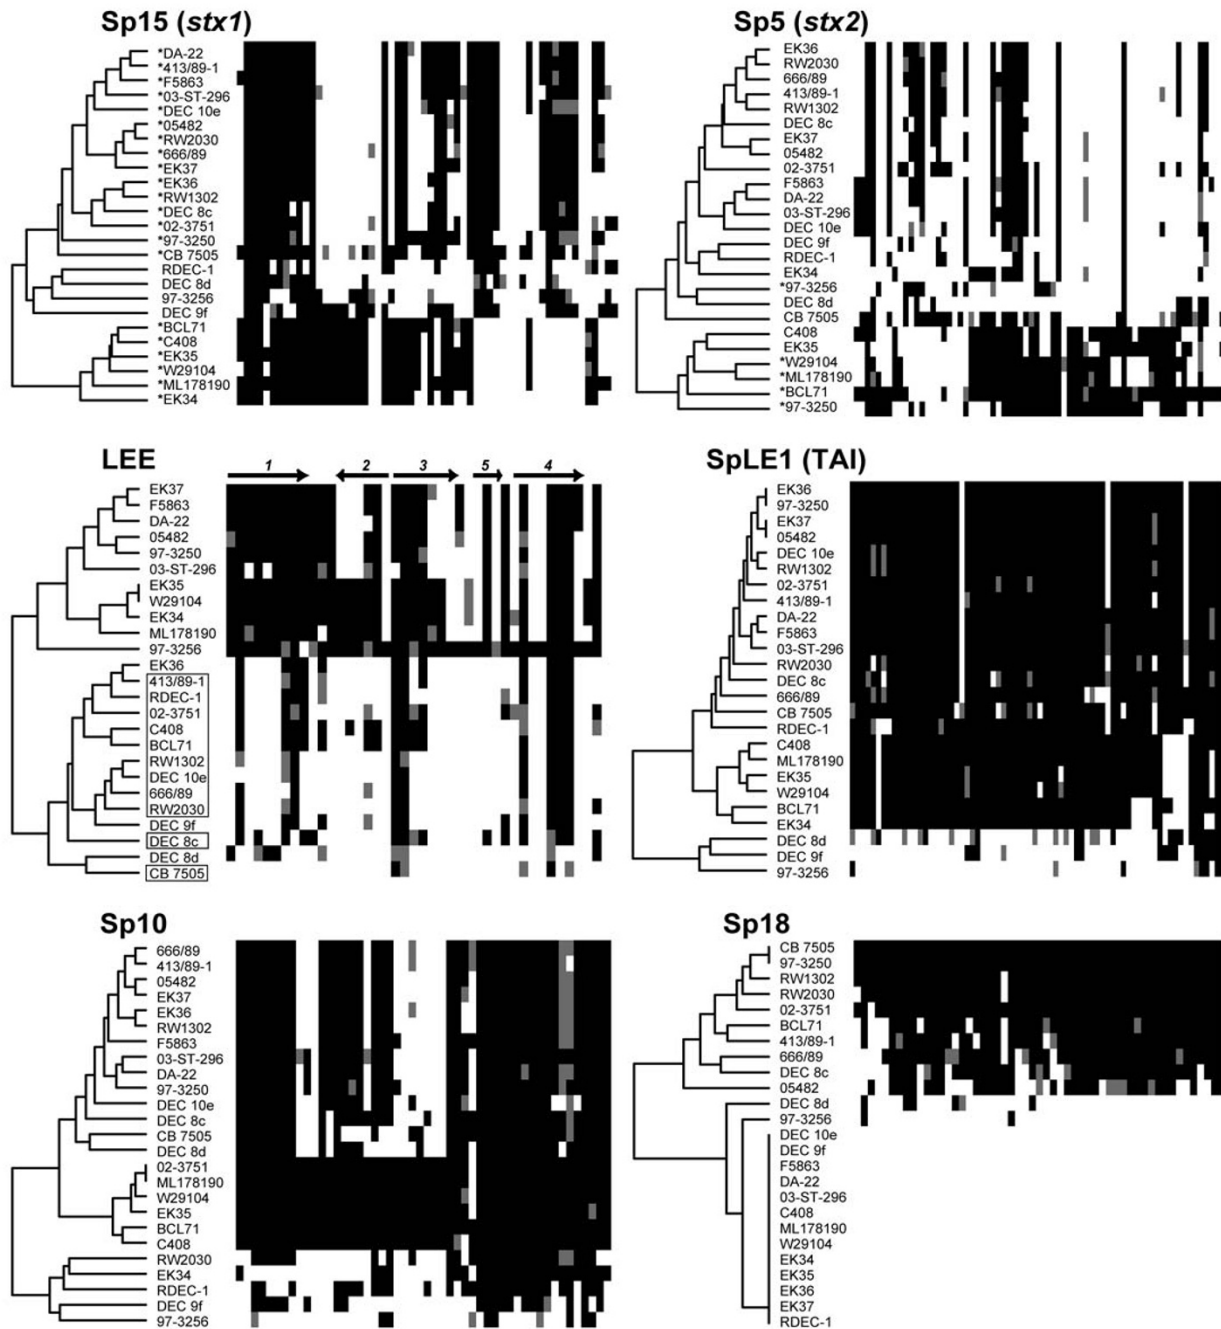 Sp15 (stx1)
*DA-22
*413/89-1
*F5863
*03-ST-296
*DEC 10e
*05482
*RW2030
*666/89
*EK37
*EK36
*RW1302
*DEC 8c
*02-3751
*97-3250
*CB 7505
RDEC-1
DEC 8d
97-3256
DEC 9f
*BCL71
*C408
*EK35
*W29104
*ML178190
*EK34
Sp5 (stx2)
EK36
RW2030
666/89
413/89-1
RW1302
DEC 8c
EK37
05482
02-3751
F5863
DA-22
03-ST-296
DEC 10e
DEC 9f
RDEC-1
EK34
*97-3256
DEC 8d
CB 7505
C408
EK35
*W29104
*ML178190
*BCL71
*97-3250
LEE
1 2 3 5 4
EK37
F5863
DA-22
05482
97-3250
03-ST-296
EK35
W29104
EK34
ML178190
97-3256
EK36
413/89-1
RDEC-1
02-3751
C408
BCL71
RW1302
DEC 10e
666/89
RW2030
DEC 9f
DEC 8c
DEC 8d
CB 7505
SpLE1 (TAI)
EK36
97-3250
EK37
05482
DEC 10e
RW1302
02-3751
413/89-1
DA-22
F5863
03-ST-296
RW2030
DEC 8c
666/89
CB 7505
RDEC-1
C408
ML178190
EK35
W29104
BCL71
EK34
DEC 8d
DEC 9f
97-3256
Sp10
666/89
413/89-1
05482
EK37
EK36
RW1302
F5863
03-ST-296
DA-22
97-3250
DEC 10e
DEC 8c
CB 7505
DEC 8d
02-3751
ML178190
W29104
EK35
BCL71
C408
RW2030
EK34
RDEC-1
DEC 9f
97-3256
Sp18
CB 7505
97-3250
RW1302
RW2030
02-3751
BCL71
413/89-1
666/89
DEC 8c
05482
DEC 8d
97-3256
DEC 10e
DEC 9f
F5863
DA-22
03-ST-296
C408
ML178190
W29104
EK34
EK35
EK36
EK37
RDEC-1